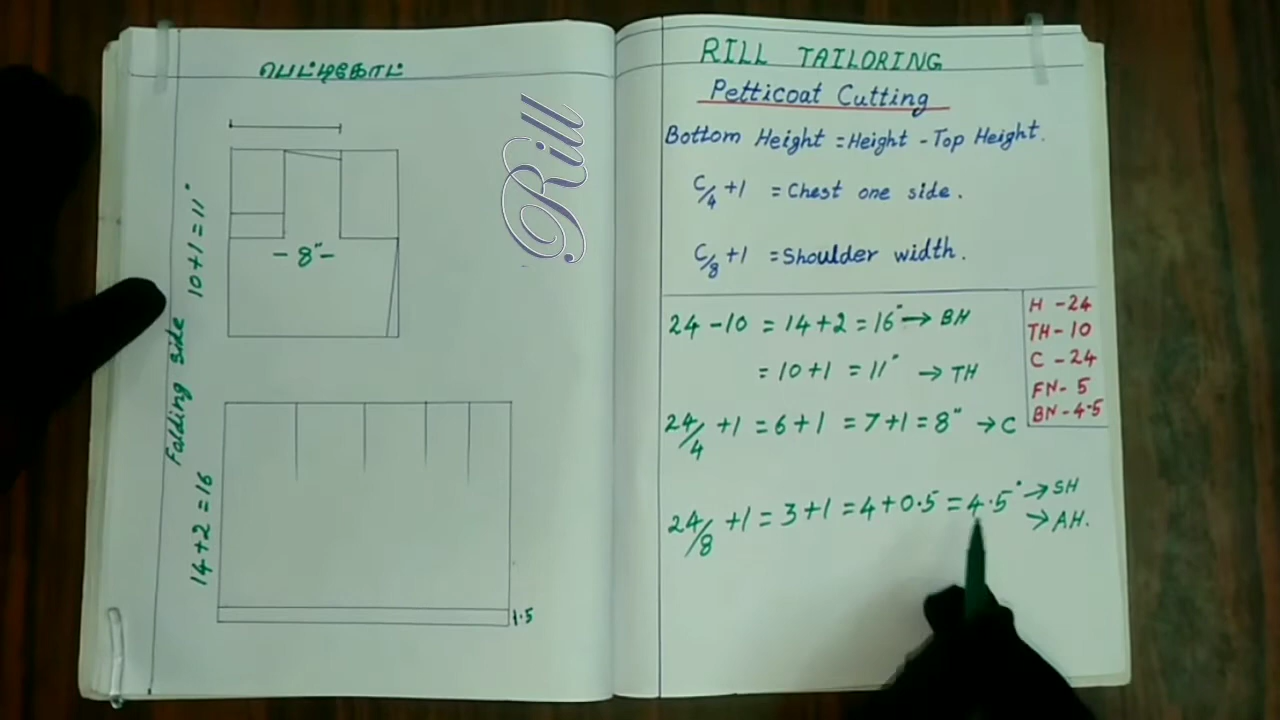 பெட்டிகோட்
Folding side 10+1=11"
14+2=16
- 8" -
1.5
Rill
RILL TAILORING
Petticoat Cutting
Bottom Height = Height - Top Height.
C/4 +1 = Chest one side.
C/8 +1 = Shoulder width.
24 -10 = 14+2 = 16" → BH
= 10+1 = 11" → TH
24/4 +1 = 6+1 = 7+1 = 8" → C
24/8 +1 = 3+1 = 4+0.5 = 4.5" → SH
→ AH.
H - 24
TH - 10
C - 24
FN - 5
BN - 4.5